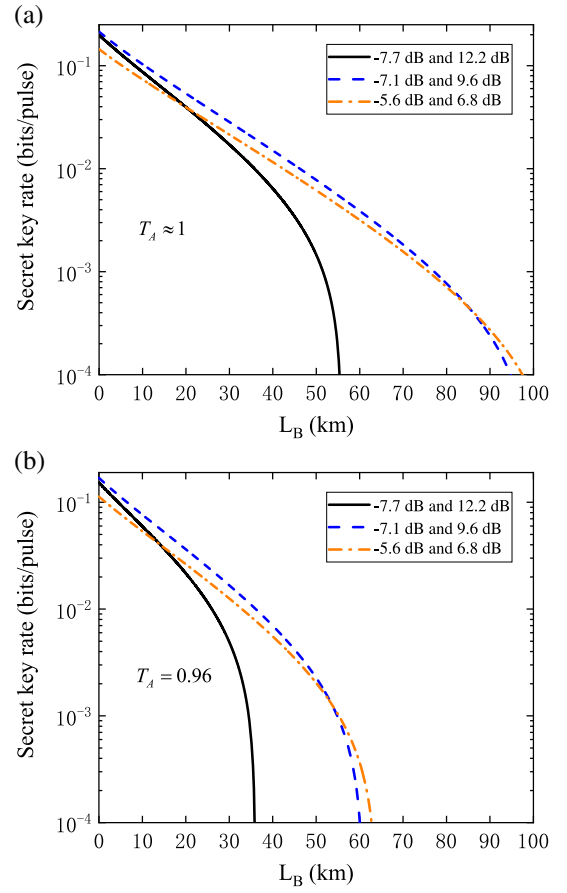 (a)
Secret key rate (bits/pulse)
10⁻¹
10⁻²
10⁻³
10⁻⁴
-7.7 dB and 12.2 dB
-7.1 dB and 9.6 dB
-5.6 dB and 6.8 dB
T_A ≈ 1
0 10 20 30 40 50 60 70 80 90 100
L_B (km)
(b)
Secret key rate (bits/pulse)
10⁻¹
10⁻²
10⁻³
10⁻⁴
-7.7 dB and 12.2 dB
-7.1 dB and 9.6 dB
-5.6 dB and 6.8 dB
T_A = 0.96
0 10 20 30 40 50 60 70 80 90 100
L_B (km)